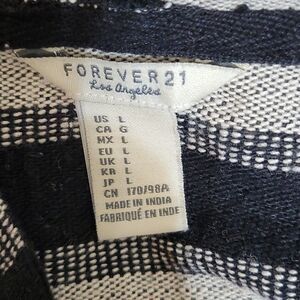 FOREVER 21
Los Angeles
US L
CA G
MX L
EU L
UK L
KR L
JP L
CN 170/98A
MADE IN INDIA
FABRIQUÉ EN INDE